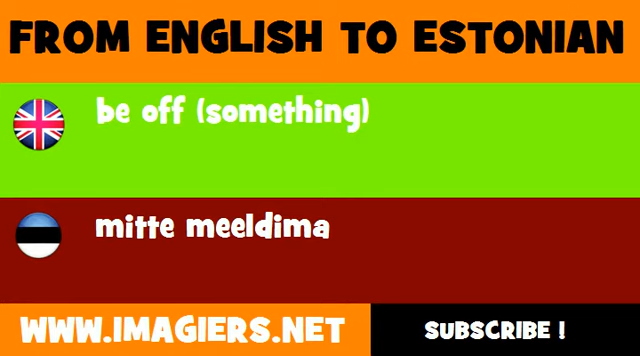 FROM ENGLISH TO ESTONIAN
be off (something)
mitte meeldima
WWW.IMAGIERS.NET
SUBSCRIBE !